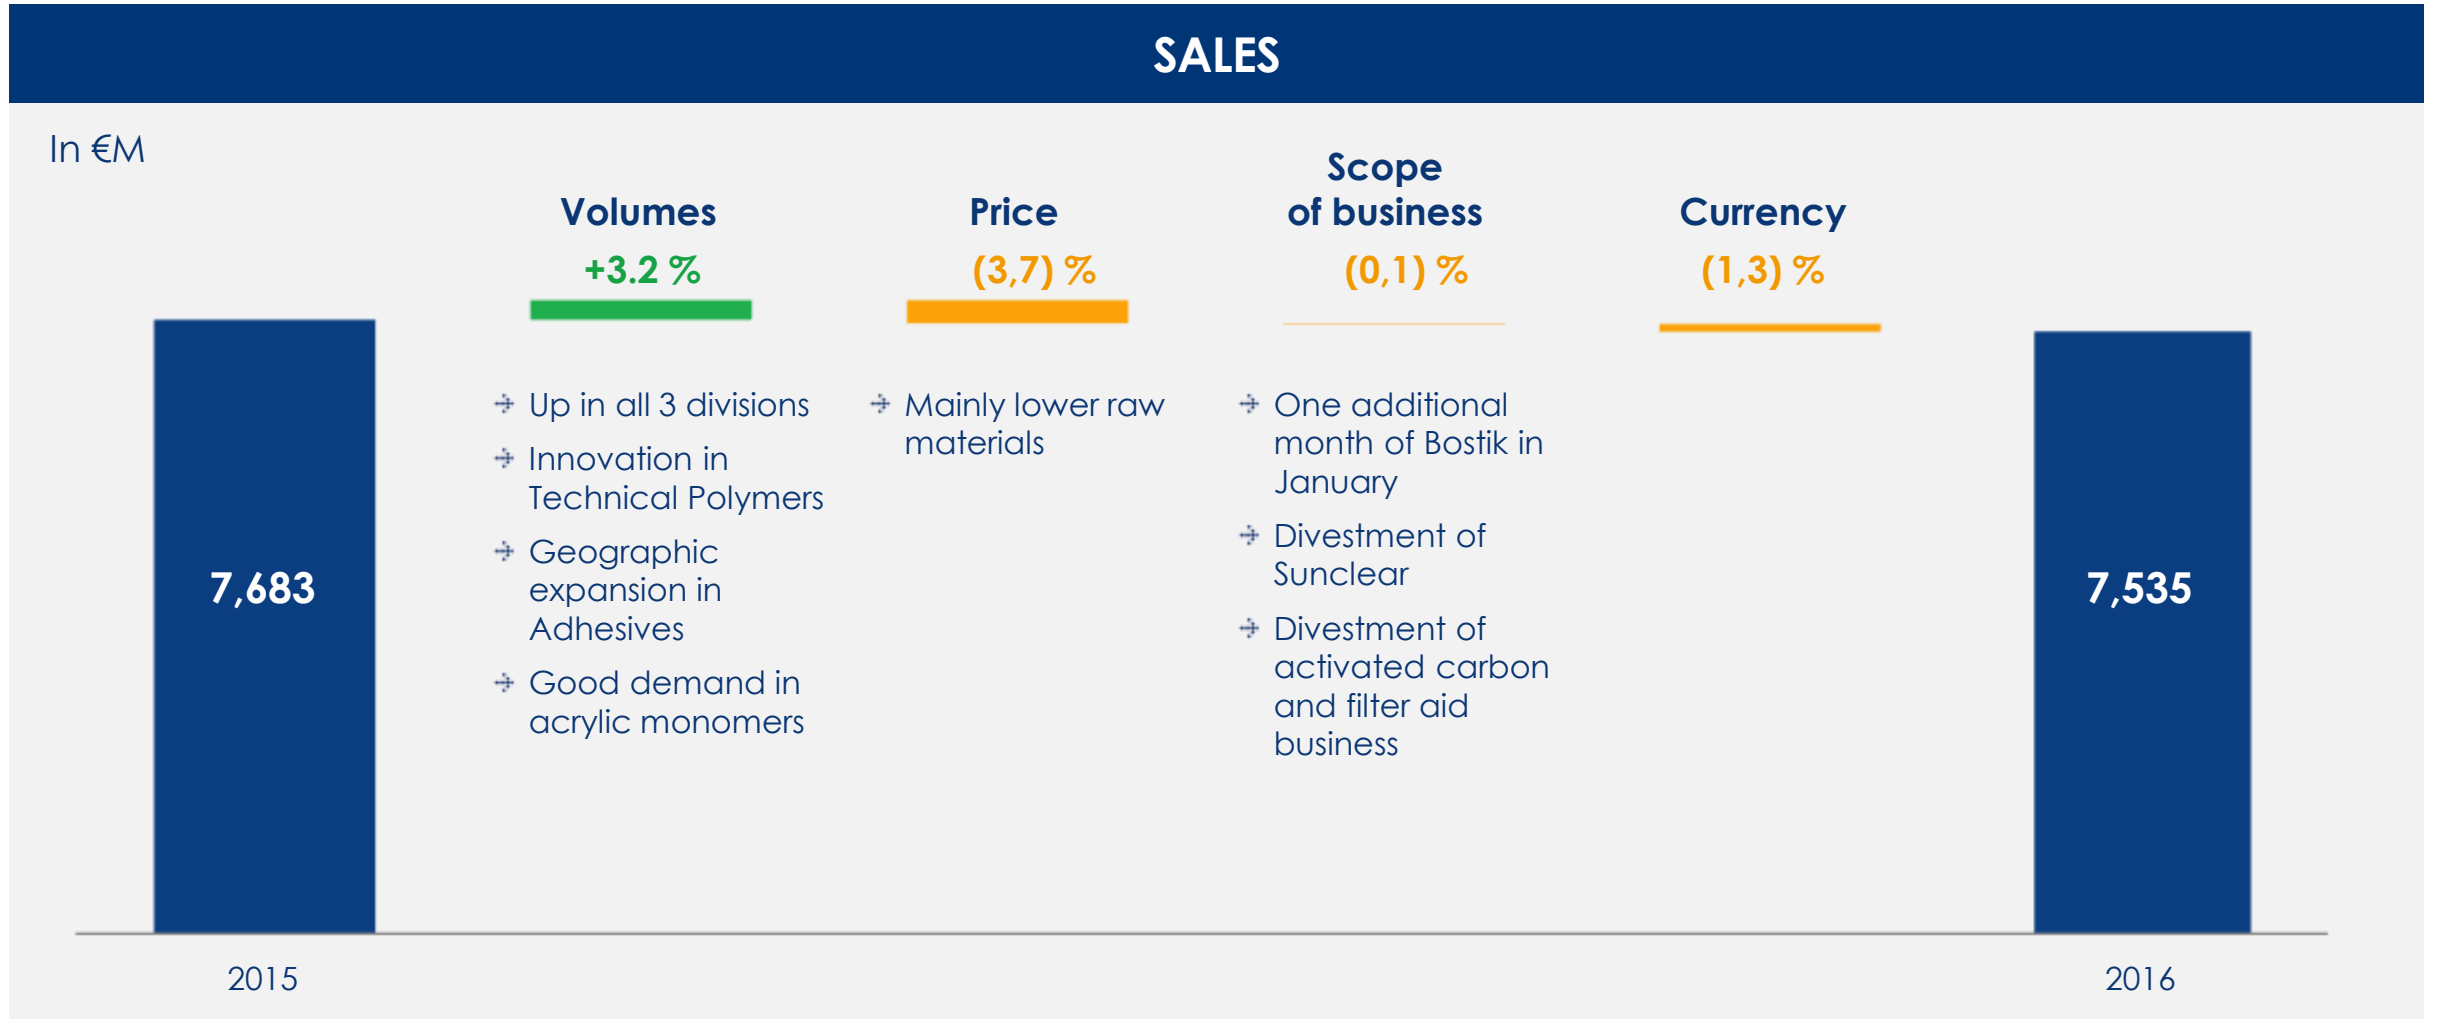 SALES
In €M
Volumes
+3.2 %
Price
(3,7) %
Scope
of business
(0,1) %
Currency
(1,3) %
7,683
Up in all 3 divisions
Innovation in
Technical Polymers
Geographic
expansion in
Adhesives
Good demand in
acrylic monomers
Mainly lower raw
materials
One additional
month of Bostik in
January
Divestment of
Sunclear
Divestment of
activated carbon
and filter aid
business
7,535
2015
2016